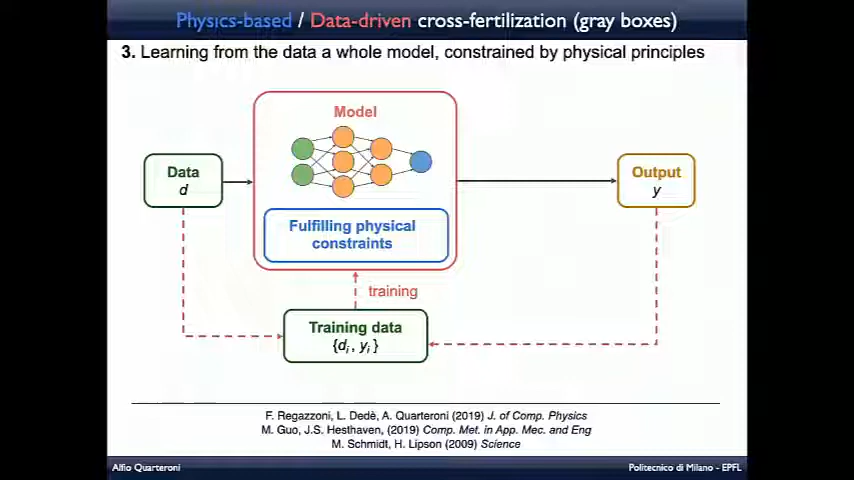 Physics-based / Data-driven cross-fertilization (gray boxes)
3. Learning from the data a whole model, constrained by physical principles
Model
Data
d
Output
y
Fulfilling physical
constraints
training
Training data
{di , yi }
F. Regazzoni, L. Dedè, A. Quarteroni (2019) J. of Comp. Physics
M. Guo, J.S. Hesthaven, (2019) Comp. Met. in App. Mec. and Eng
M. Schmidt, H. Lipson (2009) Science
Alfio Quarteroni
Politecnico di Milano - EPFL